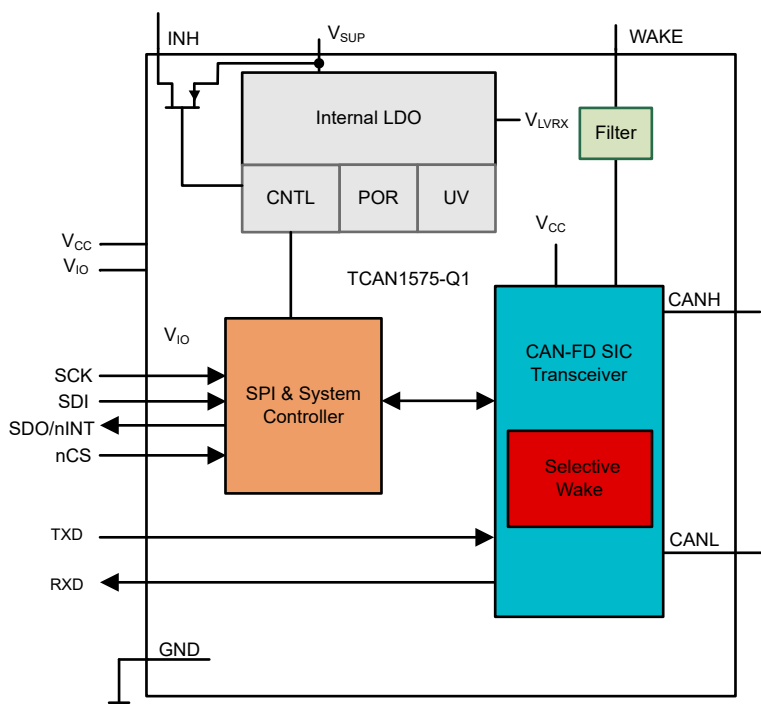 INH
VSUP
WAKE
Internal LDO
VLVRX
Filter
CNTL
POR
UV
VCC
VCC
VIO
TCAN1575-Q1
CANH
VIO
CAN-FD SIC
Transceiver
SCK
SDI
SPI & System
Controller
SDO/nINT
nCS
Selective
Wake
TXD
CANL
RXD
GND